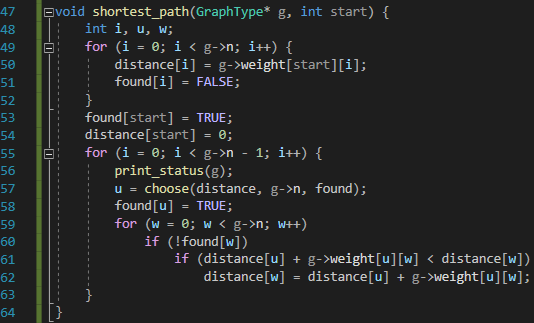 47 void shortest_path(GraphType* g, int start) {
48     int i, u, w;
49     for (i = 0; i < g->n; i++) {
50         distance[i] = g->weight[start][i];
51         found[i] = FALSE;
52     }
53     found[start] = TRUE;
54     distance[start] = 0;
55     for (i = 0; i < g->n - 1; i++) {
56         print_status(g);
57         u = choose(distance, g->n, found);
58         found[u] = TRUE;
59         for (w = 0; w < g->n; w++)
60             if (!found[w])
61                 if (distance[u] + g->weight[u][w] < distance[w])
62                 distance[w] = distance[u] + g->weight[u][w];
63     }
64 }